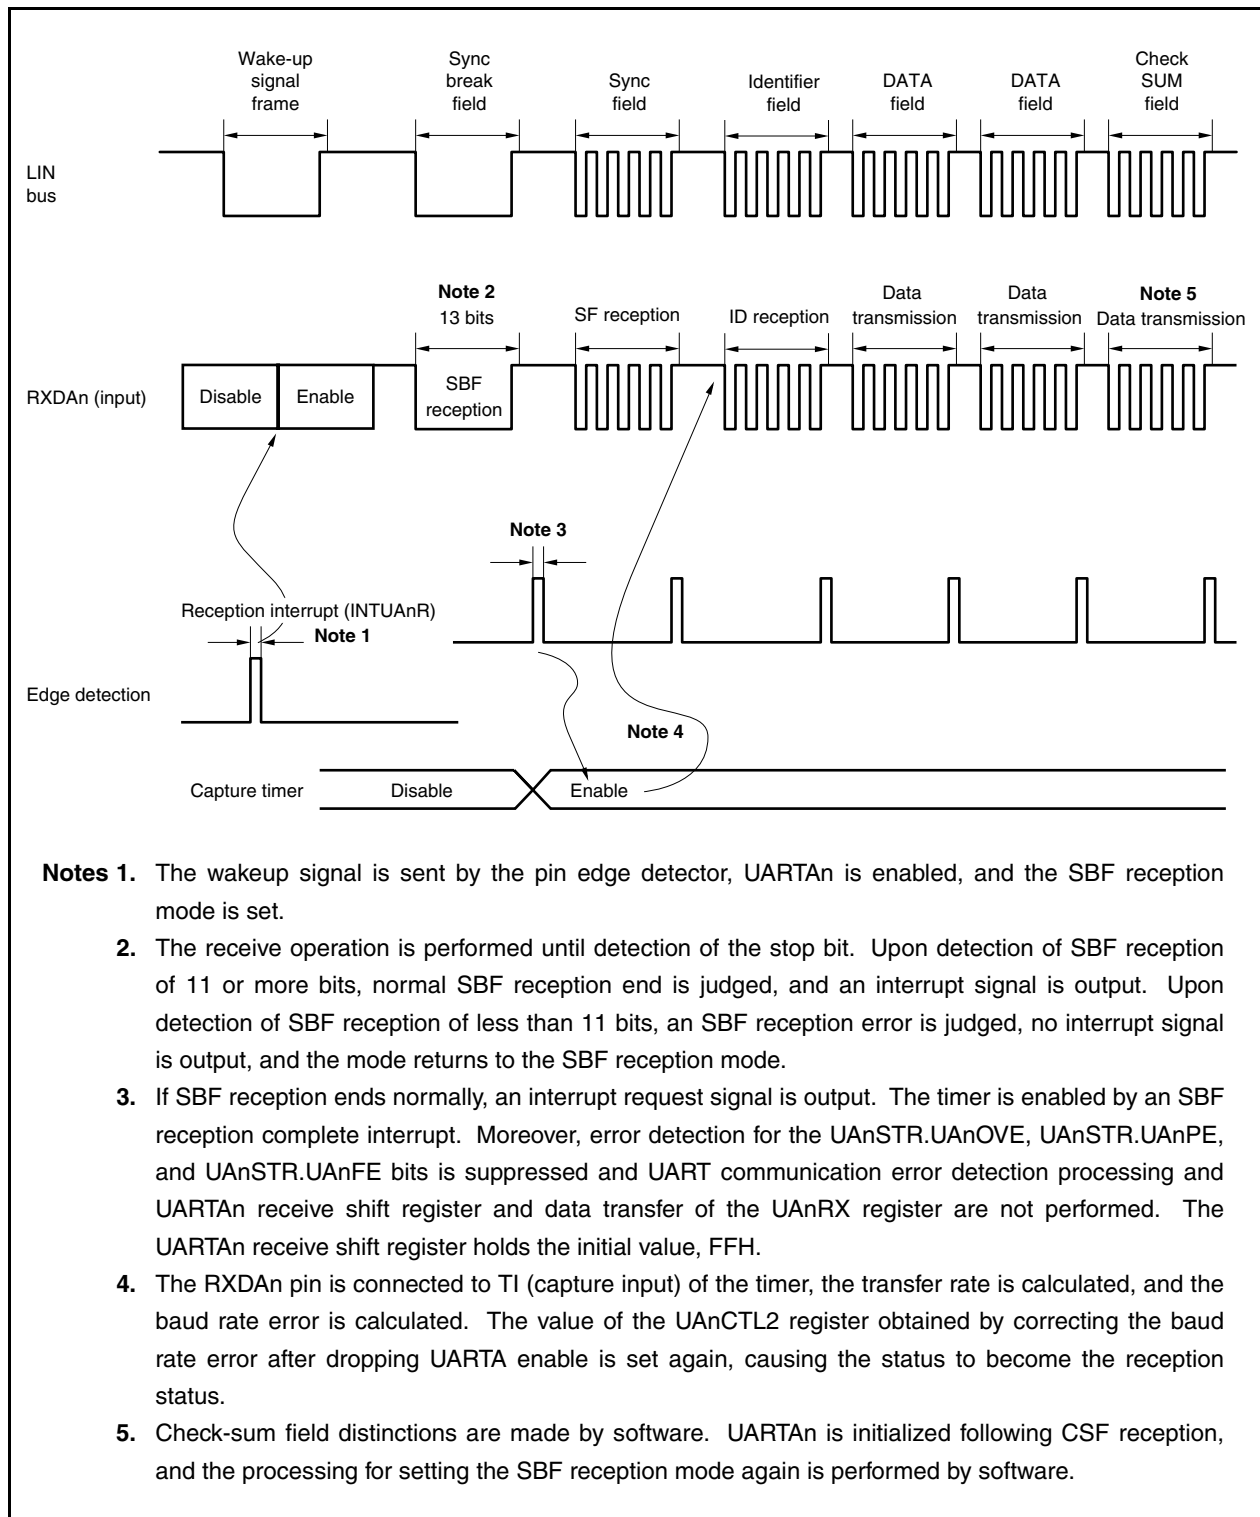 Wake-up
signal
frame
Sync
break
field
Sync
field
Identifier
field
DATA
field
DATA
field
Check
SUM
field
LIN
bus
Note 2
13 bits
SF reception
ID reception
Data
transmission
Data
transmission
Note 5
Data transmission
RXDAn (input)
Disable
Enable
SBF
reception
Note 3
Reception interrupt (INTUAnR)
Note 1
Edge detection
Note 4
Capture timer
Disable
Enable
Notes 1. The wakeup signal is sent by the pin edge detector, UARTAn is enabled, and the SBF reception
mode is set.
2. The receive operation is performed until detection of the stop bit. Upon detection of SBF reception
of 11 or more bits, normal SBF reception end is judged, and an interrupt signal is output. Upon
detection of SBF reception of less than 11 bits, an SBF reception error is judged, no interrupt signal
is output, and the mode returns to the SBF reception mode.
3. If SBF reception ends normally, an interrupt request signal is output. The timer is enabled by an SBF
reception complete interrupt. Moreover, error detection for the UAnSTR.UAnOVE, UAnSTR.UAnPE,
and UAnSTR.UAnFE bits is suppressed and UART communication error detection processing and
UARTAn receive shift register and data transfer of the UAnRX register are not performed. The
UARTAn receive shift register holds the initial value, FFH.
4. The RXDAn pin is connected to TI (capture input) of the timer, the transfer rate is calculated, and the
baud rate error is calculated. The value of the UAnCTL2 register obtained by correcting the baud
rate error after dropping UARTA enable is set again, causing the status to become the reception
status.
5. Check-sum field distinctions are made by software. UARTAn is initialized following CSF reception,
and the processing for setting the SBF reception mode again is performed by software.